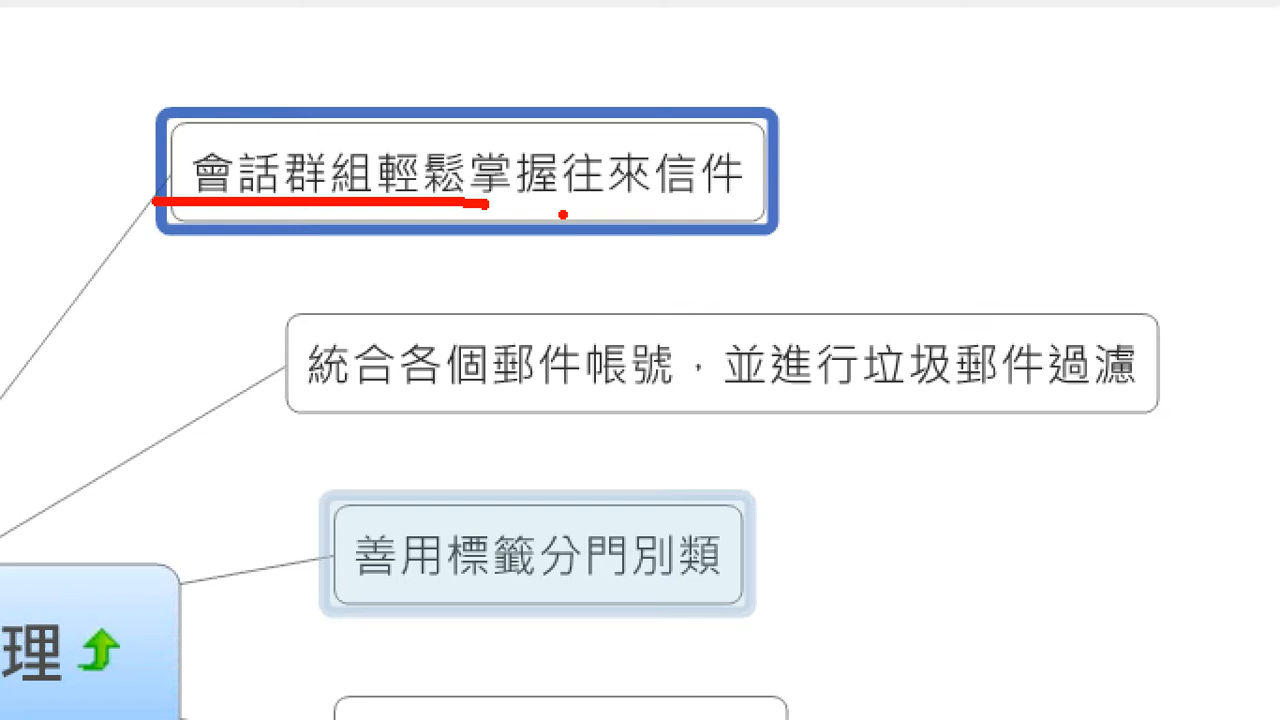 會話群組輕鬆掌握往來信件
統合各個郵件帳號，並進行垃圾郵件過濾
善用標籤分門別類
理